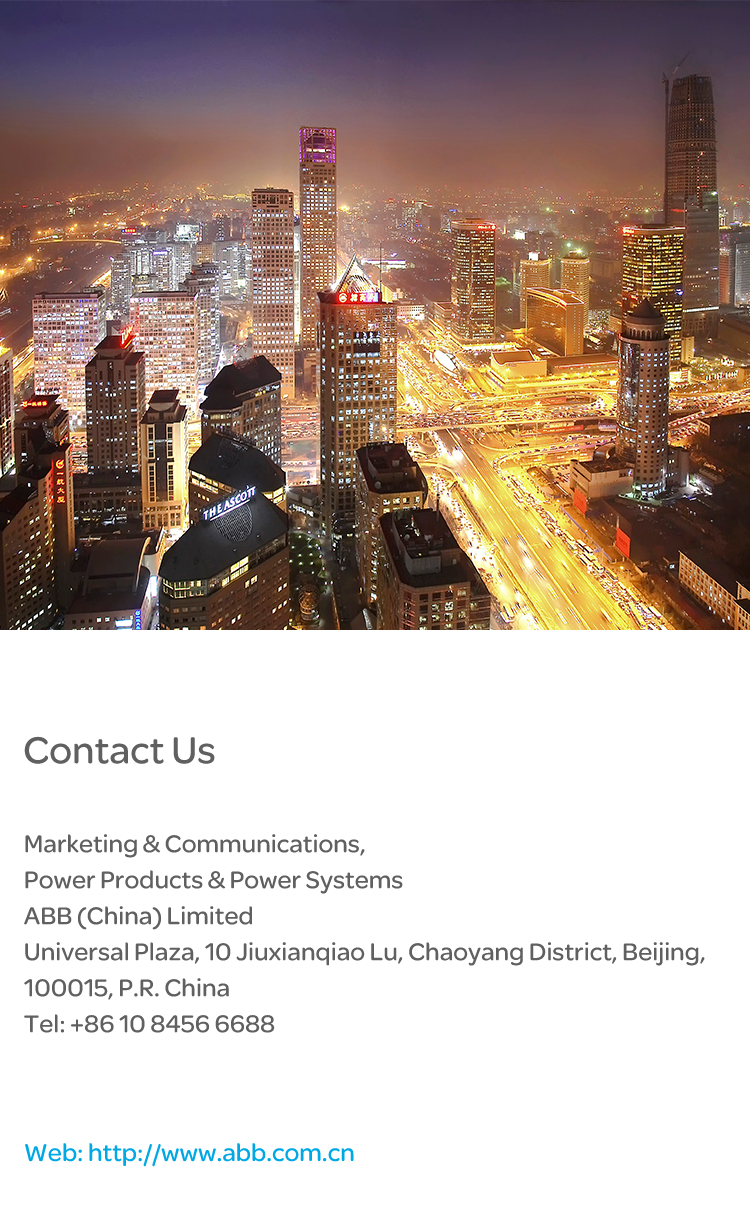 THE ASCOTT
Contact Us
Marketing & Communications,
Power Products & Power Systems
ABB (China) Limited
Universal Plaza, 10 Jiuxianqiao Lu, Chaoyang District, Beijing,
100015, P.R. China
Tel: +86 10 8456 6688
Web: http://www.abb.com.cn